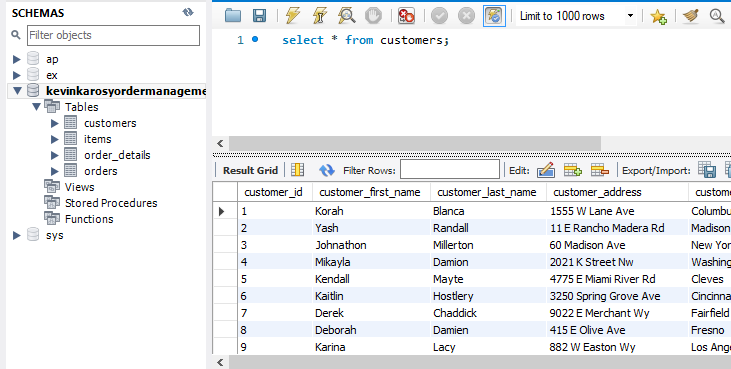 SCHEMAS
Filter objects
ap
ex
kevinkarosyordermanageme
Tables
customers
items
order_details
orders
Views
Stored Procedures
Functions
sys
Limit to 1000 rows
1 select * from customers;
Result Grid Filter Rows: Edit: Export/Import:
customer_id customer_first_name customer_last_name customer_address custome
1 Korah Blanca 1555 W Lane Ave Columbu
2 Yash Randall 11 E Rancho Madera Rd Madison
3 Johnathon Millerton 60 Madison Ave New Yor
4 Mikayla Damion 2021 K Street Nw Washing
5 Kendall Mayte 4775 E Miami River Rd Cleves
6 Kaitlin Hostlery 3250 Spring Grove Ave Cincinna
7 Derek Chaddick 9022 E Merchant Wy Fairfield
8 Deborah Damien 415 E Olive Ave Fresno
9 Karina Lacy 882 W Easton Wy Los Ang